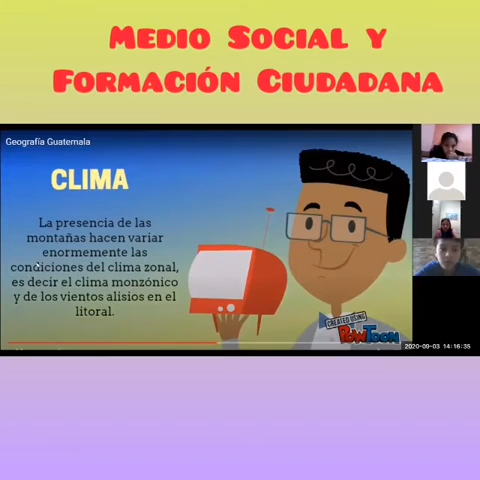 Medio Social y
Formación Ciudadana
Geografía Guatemala
CLIMA
La presencia de las
montañas hacen variar
enormemente las
condiciones del clima zonal,
es decir el clima monzónico
y de los vientos alisios en el
litoral.
CREATED USING
POWTOON
2020-09-03 14:16:35